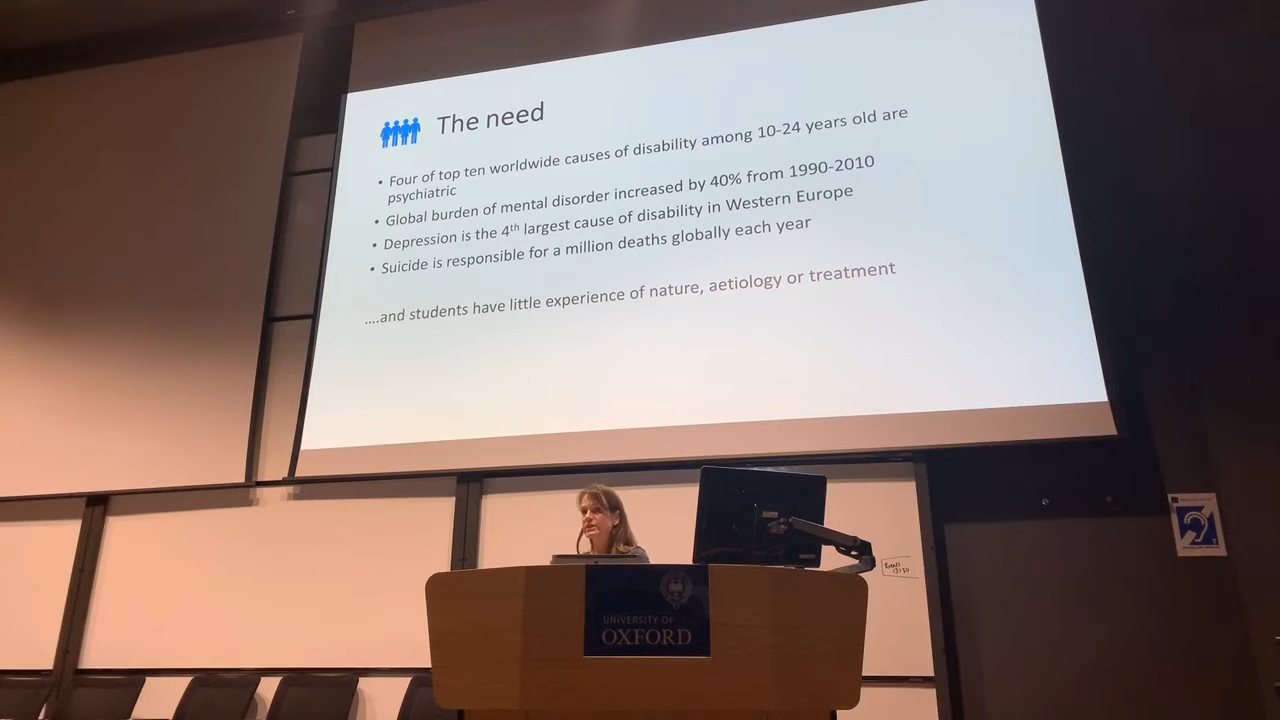 The need
• Four of top ten worldwide causes of disability among 10-24 years old are
psychiatric
• Global burden of mental disorder increased by 40% from 1990-2010
• Depression is the 4th largest cause of disability in Western Europe
• Suicide is responsible for a million deaths globally each year
....and students have little experience of nature, aetiology or treatment
UNIVERSITY OF
OXFORD